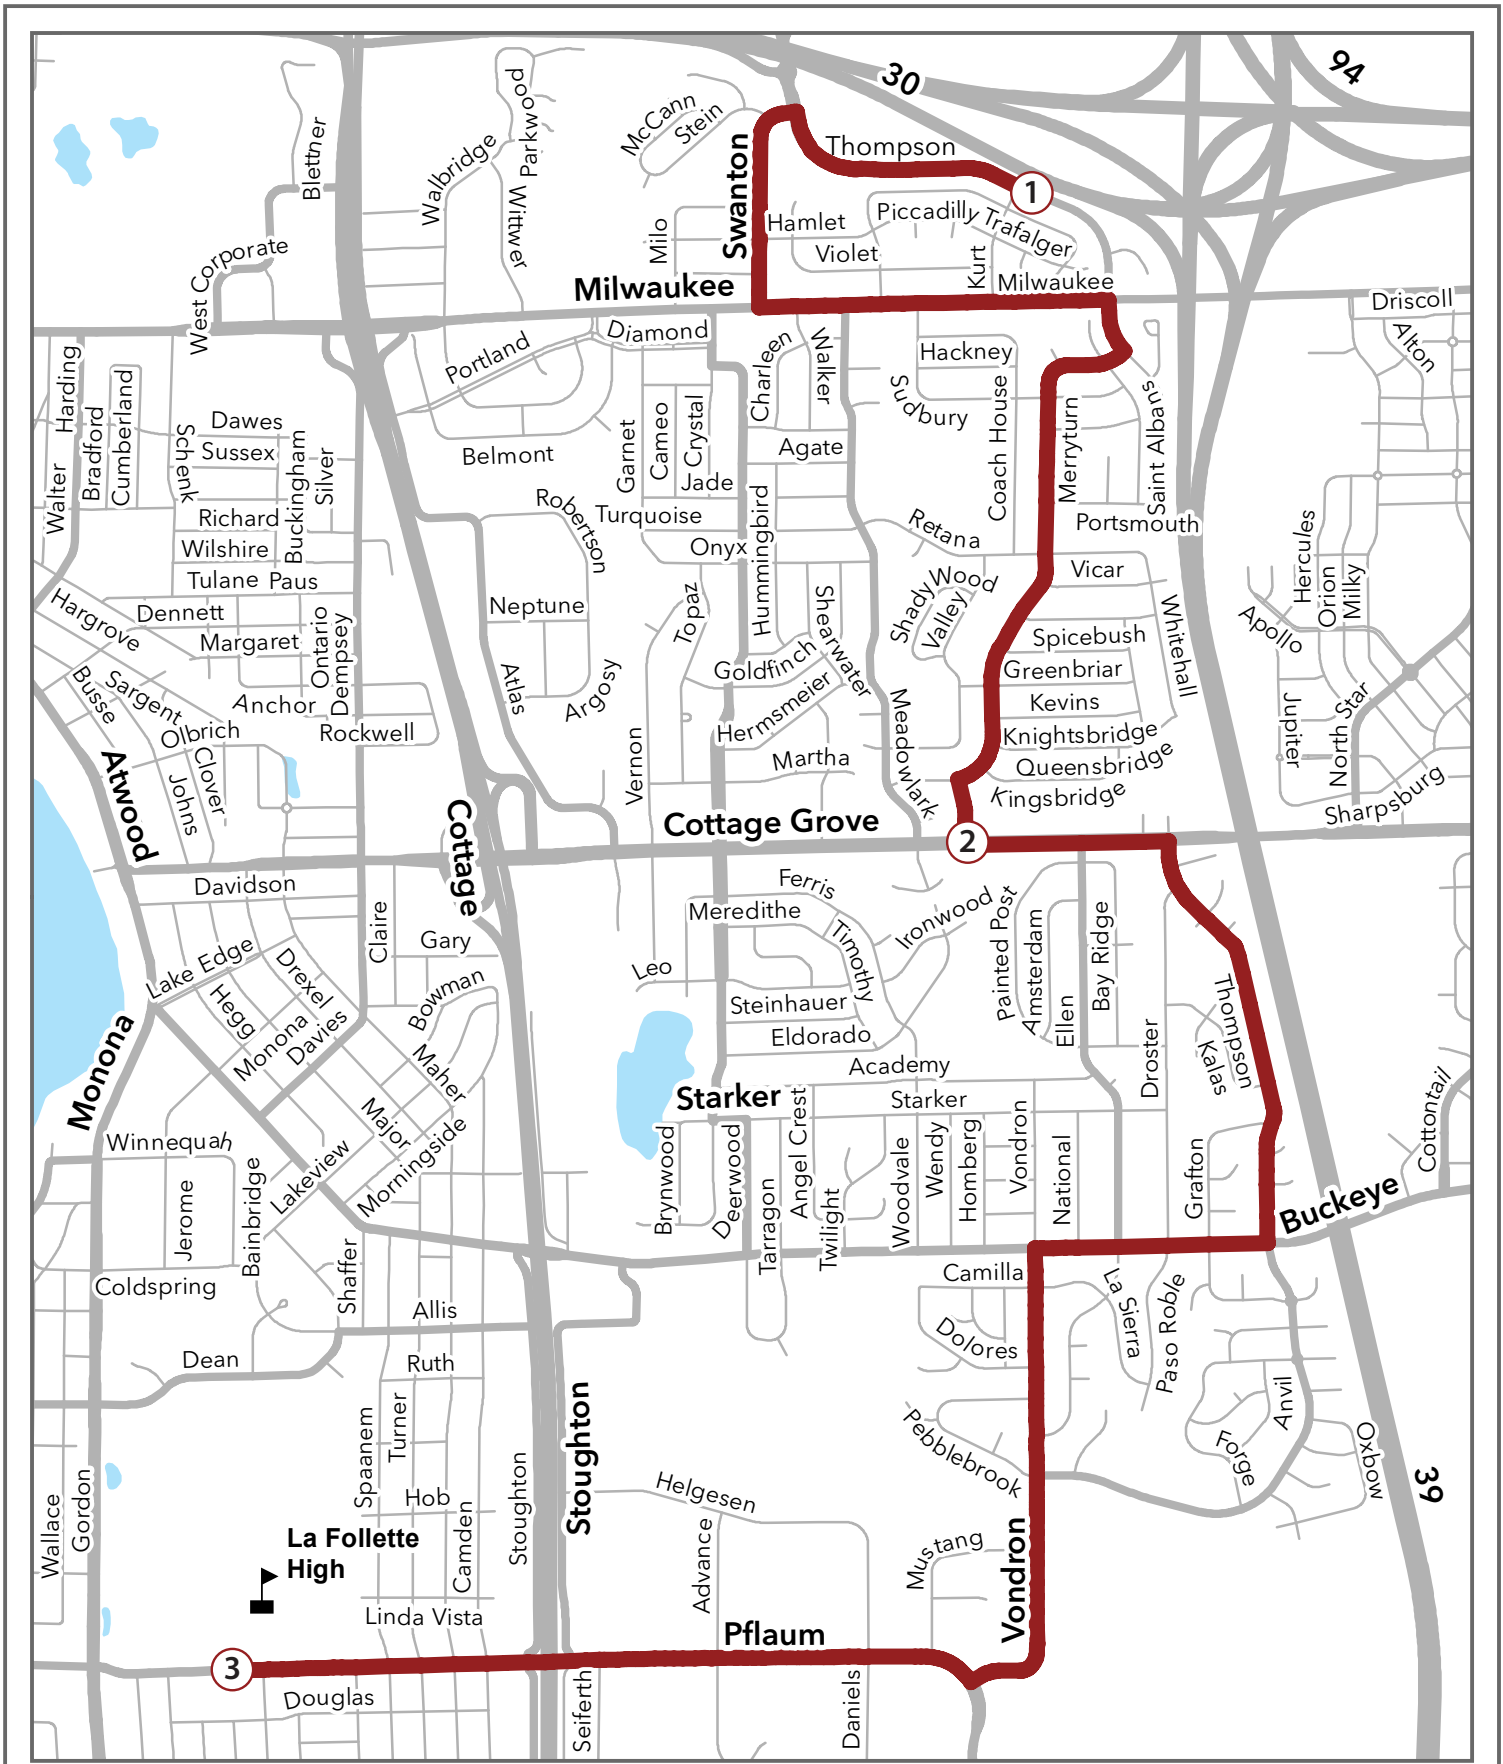 30
94
McCann
Stein
Parkwood
Blettner
Walbridge
Wittwer
Swanton
Thompson
1
Milo
Hamlet
Piccadilly
Trafalger
Violet
Kurt
West Corporate
Milwaukee
Milwaukee
Driscoll
Alton
Diamond
Portland
Charleen
Walker
Hackney
Sudbury
Coach House
Merryturn
Saint Albans
Harding
Bradford
Cumberland
Walter
Schenk
Dawes
Sussex
Buckingham
Silver
Richard
Wilshire
Tulane
Paus
Belmont
Garnet
Cameo
Crystal
Jade
Agate
Robertson
Turquoise
Onyx
Hummingbird
Retana
Portsmouth
Hercules
Orion
Milky
Apollo
Hargrove
Dennett
Margaret
Ontario
Dempsey
Neptune
Topaz
Shearwater
Shady Wood
Valley
Vicar
Spicebush
Greenbriar
Kevins
Knightsbridge
Queensbridge
Kingsbridge
Whitehall
Busse
Sargent
Anchor
Olbrich
Rockwell
Clover
Johns
Atlas
Argosy
Goldfinch
Hermsmeier
Martha
Vernon
Meadowlark
Jupiter
North Star
Sharpsburg
Atwood
Cottage
Cottage Grove
2
Davidson
Claire
Gary
Bowman
Ferris
Meredithe
Timothy
Ironwood
Leo
Steinhauer
Eldorado
Painted Post
Amsterdam
Ellen
Bay Ridge
Droster
Thompson
Kalas
Lake Edge
Drexel
Hegg
Monona
Davies
Maher
Major
Monona
Academy
Starker
Starker
Winnequah
Jerome
Bainbridge
Lakeview
Morningside
Brynwood
Deerwood
Tarragon
Angel Crest
Twilight
Woodvale
Wendy
Homberg
Vondron
National
Grafton
Buckeye
Cottontail
Coldspring
Shaffer
Allis
Camilla
Dolores
La Sierra
Paso Roble
Dean
Ruth
Turner
Spaanem
Stoughton
Stoughton
Pebblebrook
Anvil
Forge
Oxbow
39
Wallace
Gordon
Hob
Camden
Helgesen
Advance
Mustang
Vondron
La Follette
High
Linda Vista
Pflaum
3
Douglas
Seiferth
Daniels